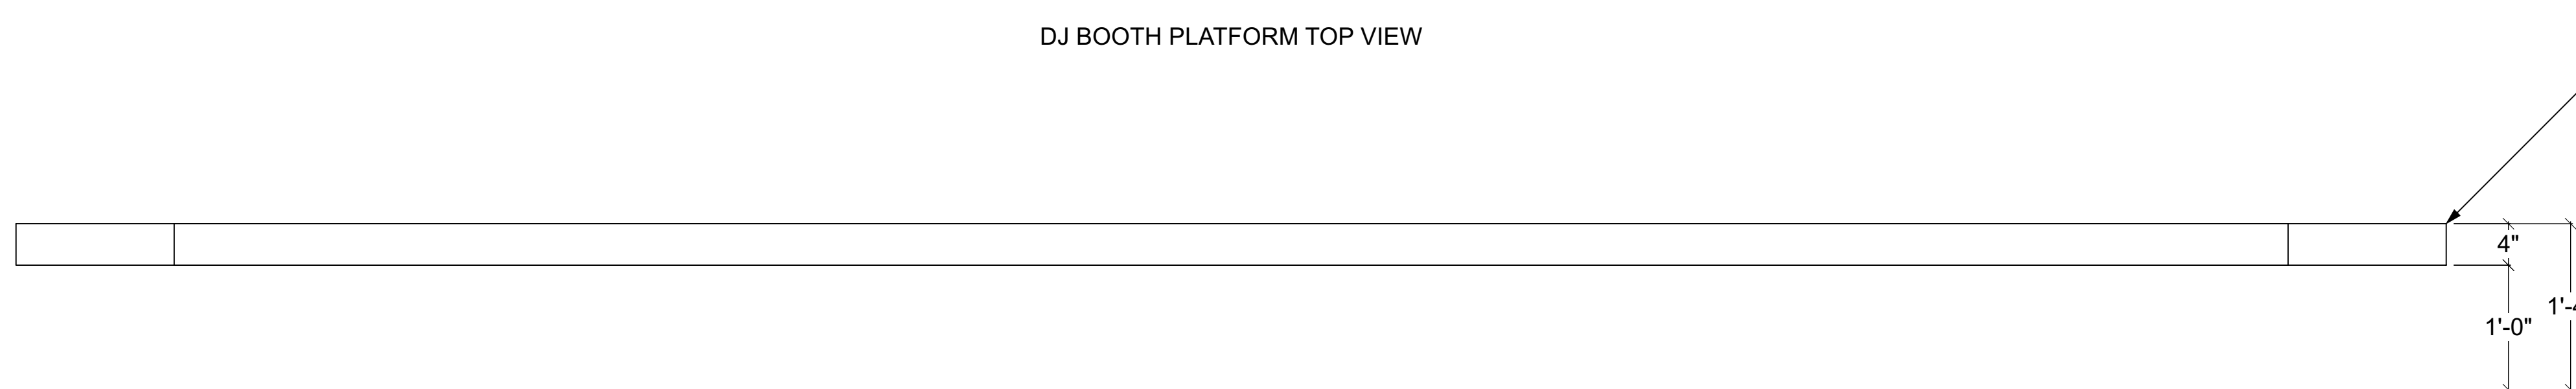 DJ BOOTH PLATFORM TOP VIEW
4"
1'-0"